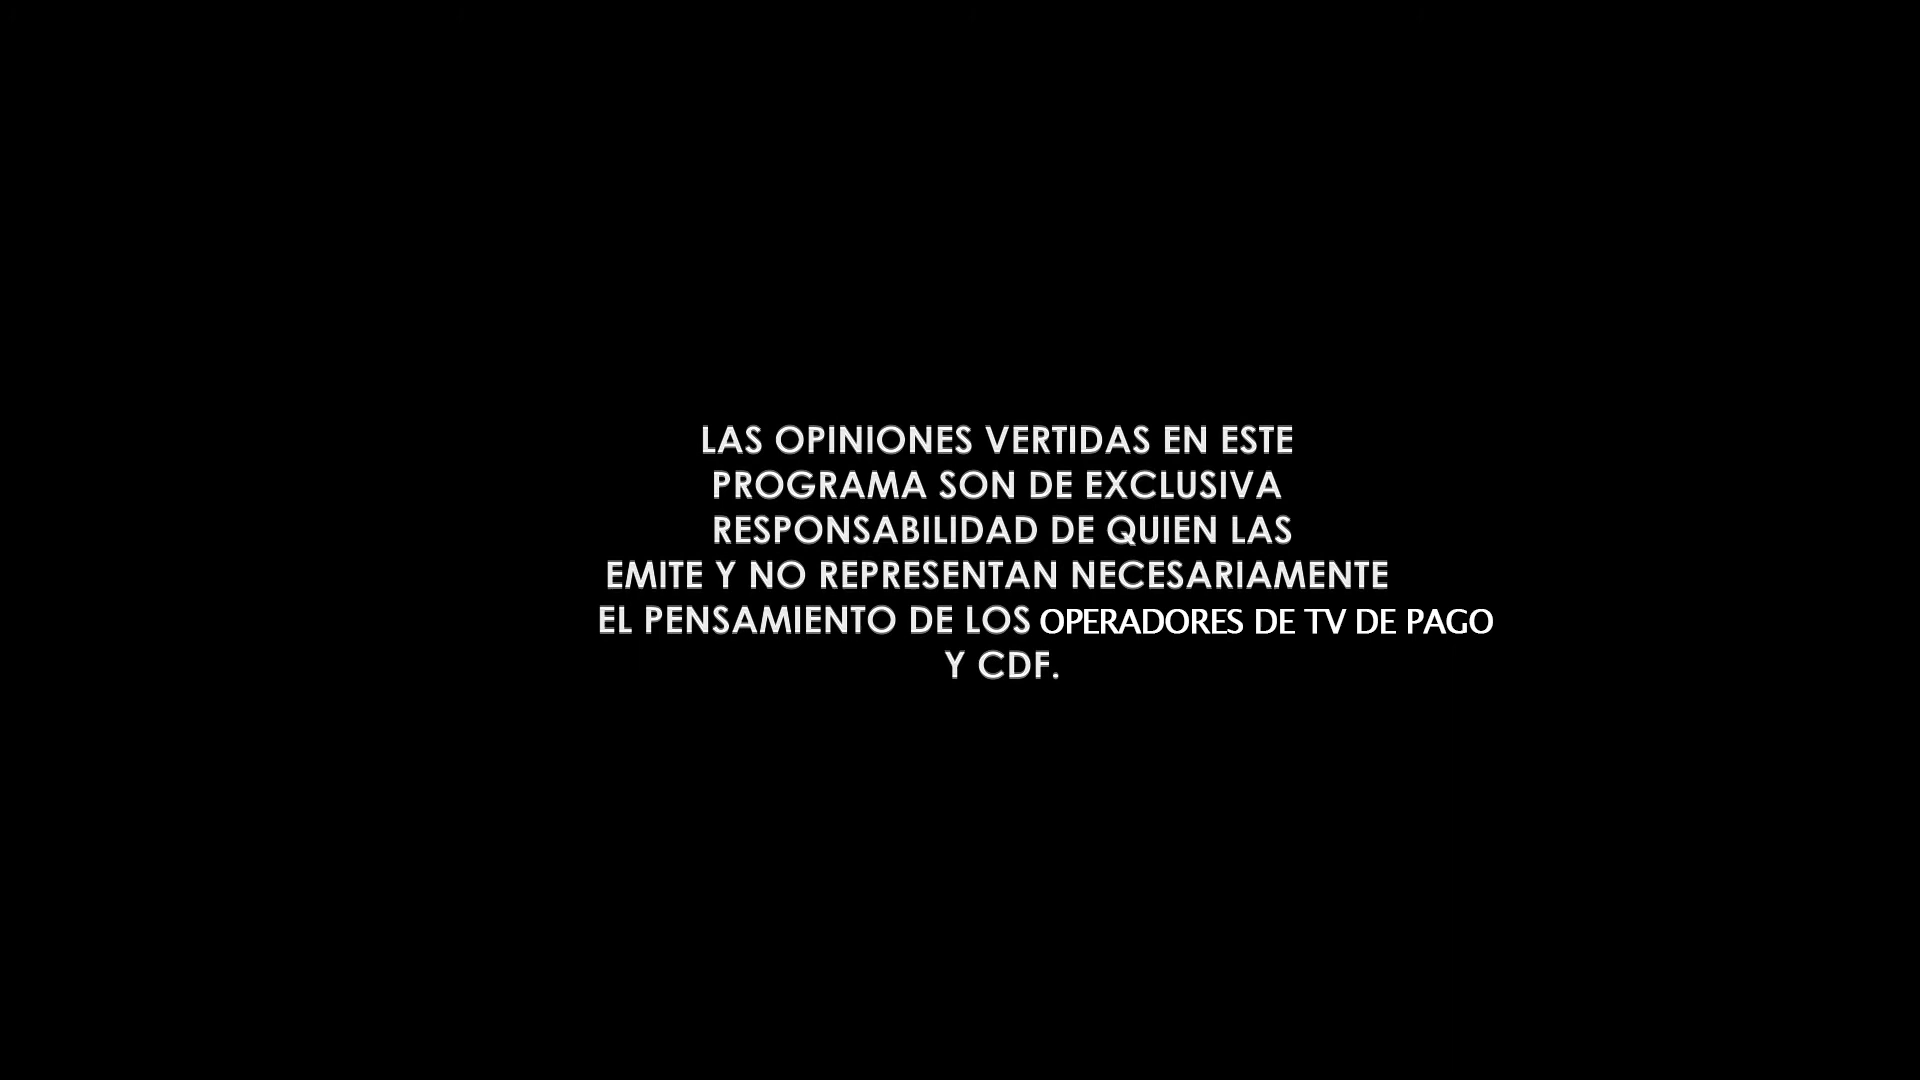 LAS OPINIONES VERTIDAS EN ESTE
PROGRAMA SON DE EXCLUSIVA
RESPONSABILIDAD DE QUIEN LAS
EMITE Y NO REPRESENTAN NECESARIAMENTE
EL PENSAMIENTO DE LOS OPERADORES DE TV DE PAGO
Y CDF.